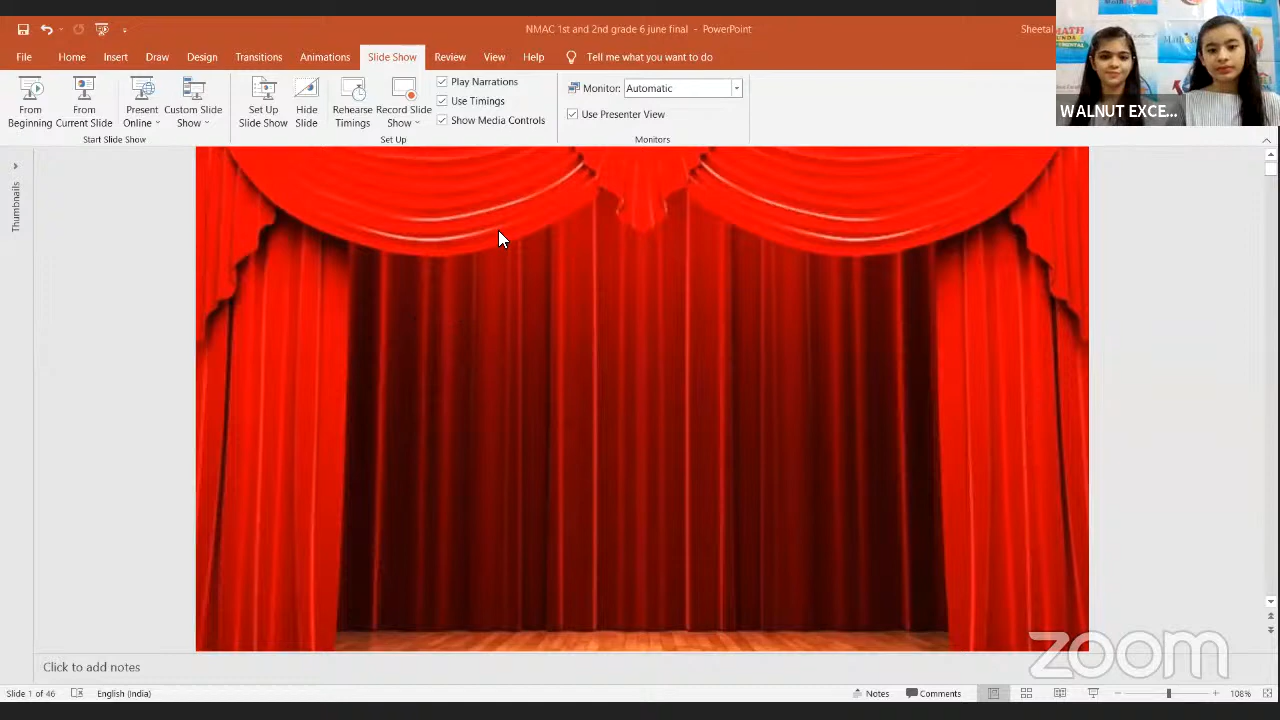 NMAC 1st and 2nd grade 6 june final - PowerPoint
Sheetal
File Home Insert Draw Design Transitions Animations Slide Show Review View Help Tell me what you want to do
From Beginning
From Current Slide
Present Online
Custom Slide Show
Start Slide Show
Set Up Slide Show
Hide Slide
Rehearse Timings
Record Slide Show
Play Narrations
Use Timings
Show Media Controls
Set Up
Monitor: Automatic
Use Presenter View
Monitors
MATH
WALNUT EXCE...
Thumbnails
zoom
Click to add notes
Slide 1 of 46 English (India) Notes Comments 108%